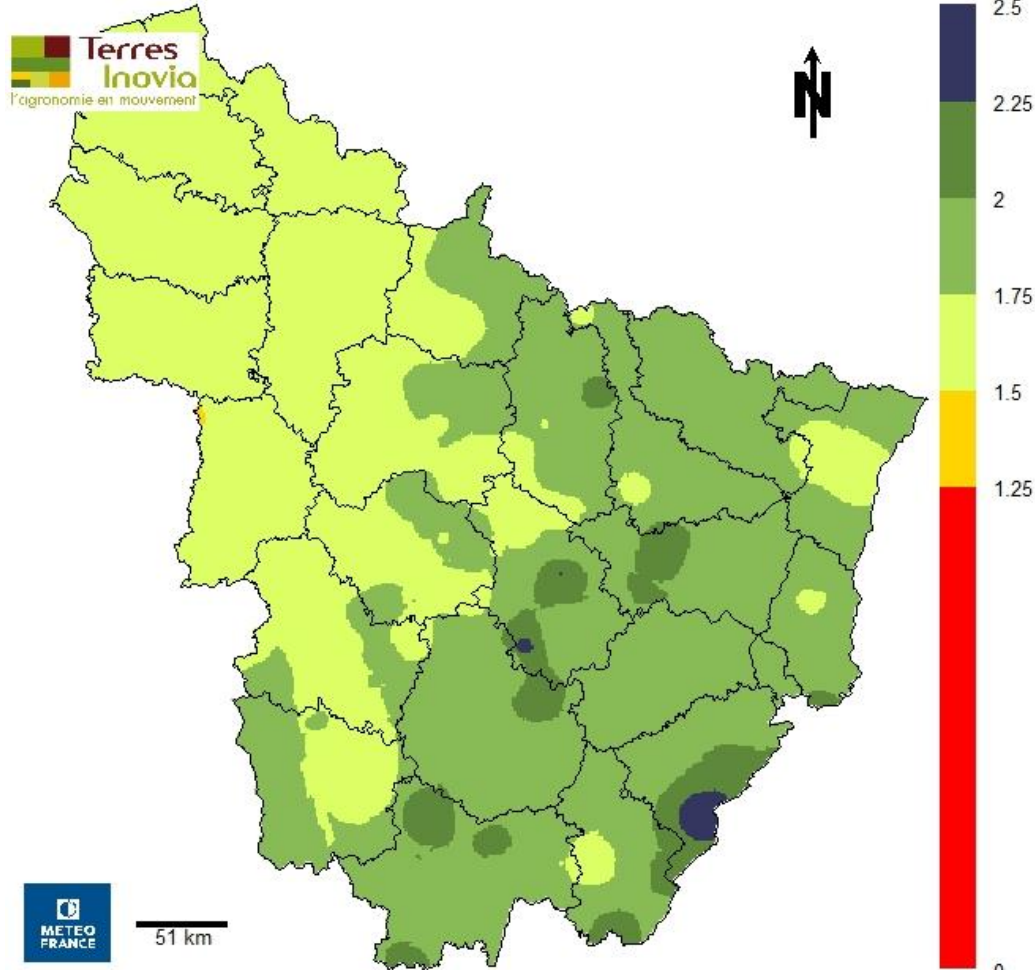 Terres
Inovia
l'agronomie en mouvement
N
2.5
2.25
2
1.75
1.5
1.25
0
METEO
FRANCE
51 km